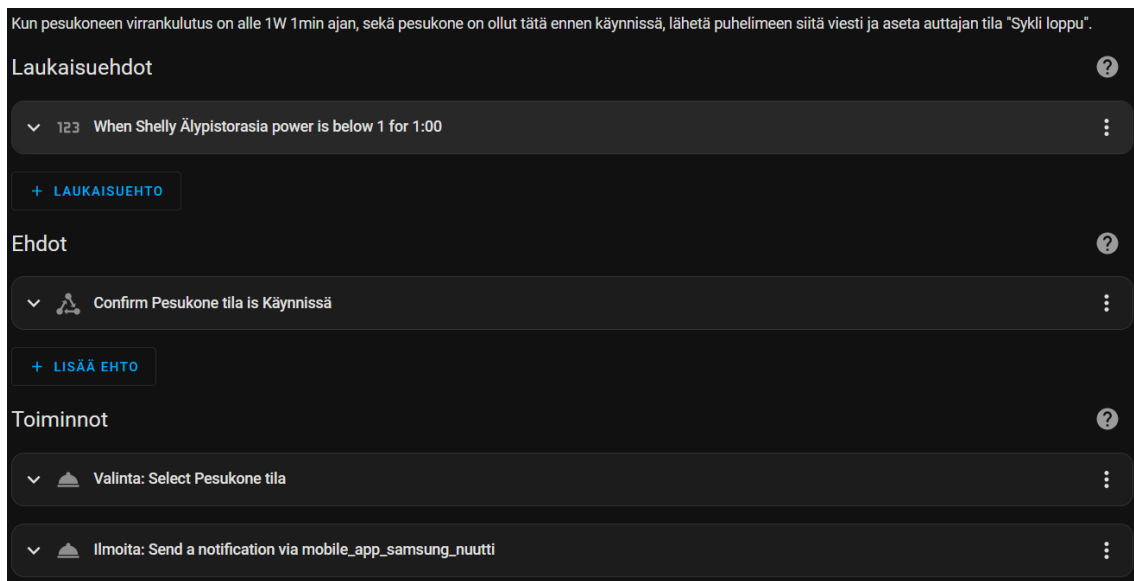 Kun pesukoneen virrankulutus on alle 1W 1min ajan, sekä pesukone on ollut tätä ennen käynnissä, lähetä puhelimeen siitä viesti ja aseta auttajan tila "Sykli loppu".
Laukaisuehdot
?
123 When Shelly Älypistorasia power is below 1 for 1:00
+ LAUKAISUEHTO
Ehdot
?
Confirm Pesukone tila is Käynnissä
+ LISÄÄ EHTO
Toiminnot
?
Valinta: Select Pesukone tila
Ilmoita: Send a notification via mobile_app_samsung_nuutti